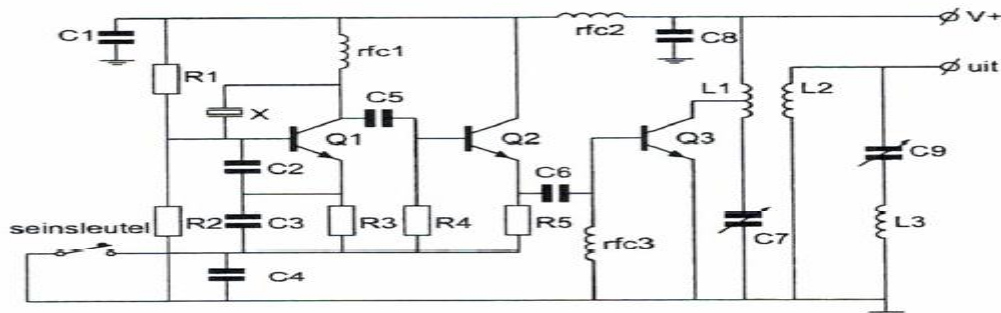 C1
rfc1
rfc2
C8
V+
R1
X
C5
L1
L2
uit
Q1
Q2
Q3
C2
C6
C9
seinsleutel
R2
C3
R3
R4
R5
rfc3
C7
L3
C4